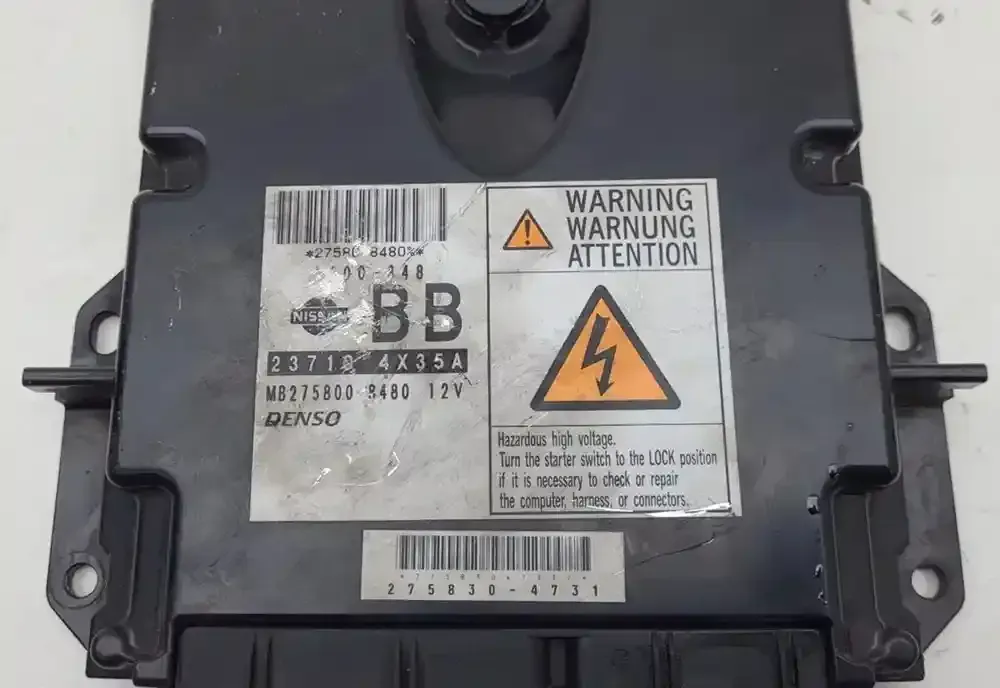 *27580 8480%*
00-848
NISSAN
BB
2371 4X35A
MB275800 8480 12V
DENSO
WARNING
WARNUNG
ATTENTION
Hazardous high voltage.
Turn the starter switch to the LOCK position
if it is necessary to check or repair
the computer, harness, or connectors.
275830-4731